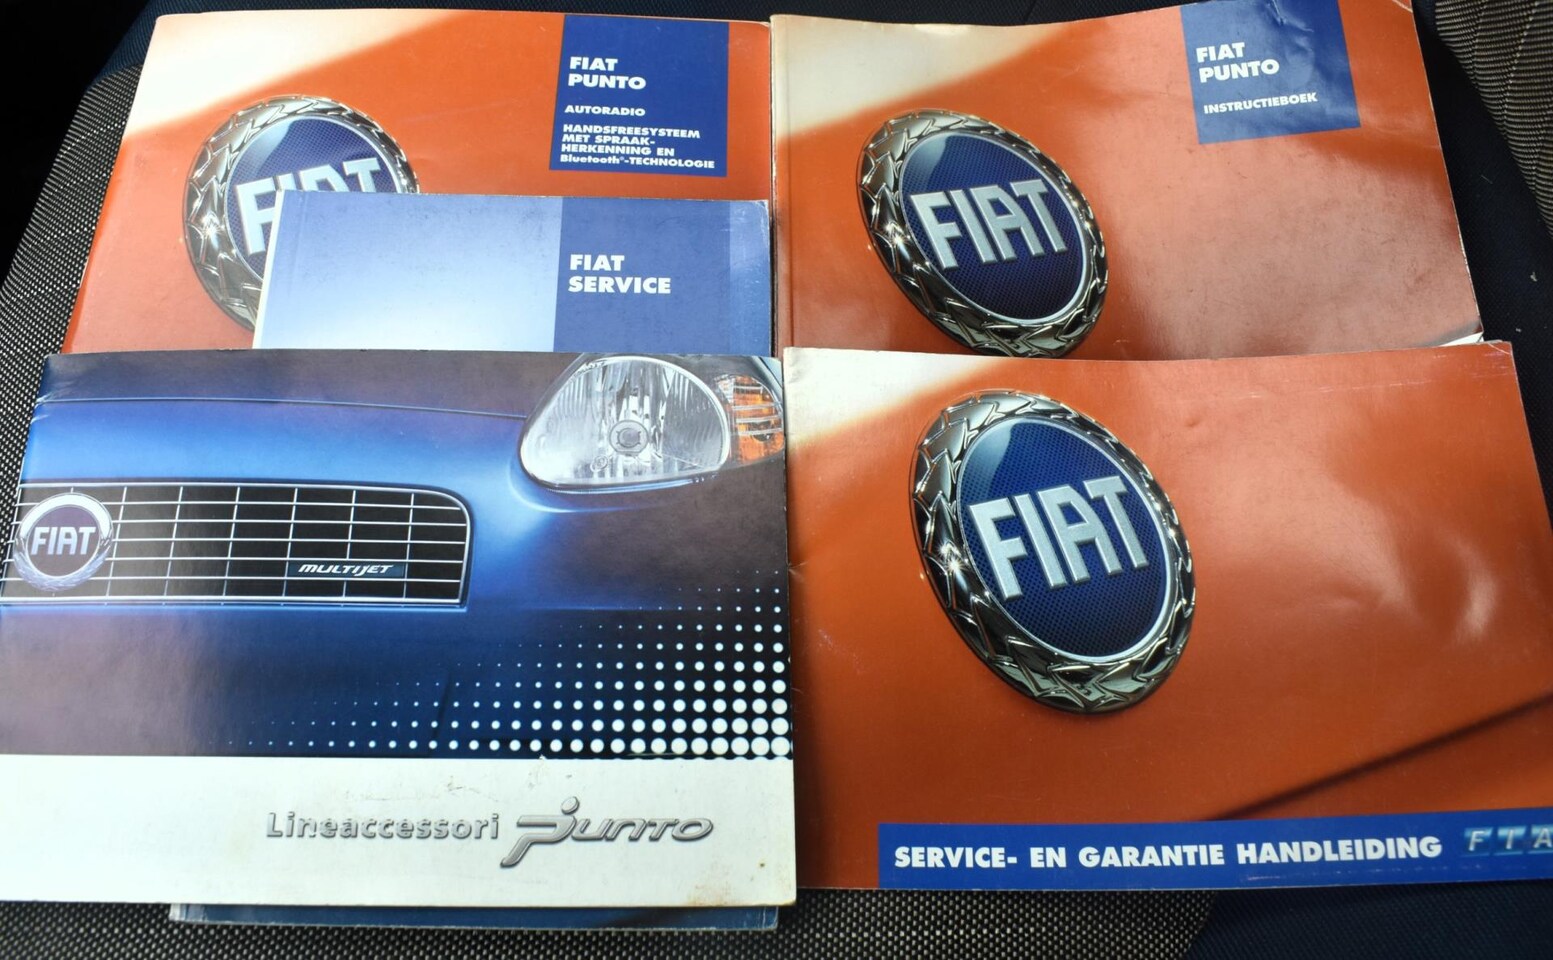 FIAT
PUNTO
AUTORADIO
HANDSFREESYSTEEM
MET SPRAAK-
HERKENNING EN
Bluetooth®-TECHNOLOGIE
FIAT
FIAT
SERVICE
FIAT
PUNTO
INSTRUCTIEBOEK
FIAT
FIAT
MULTIJET
Lineaccessori Punto
FIAT
SERVICE- EN GARANTIE HANDLEIDING FIA